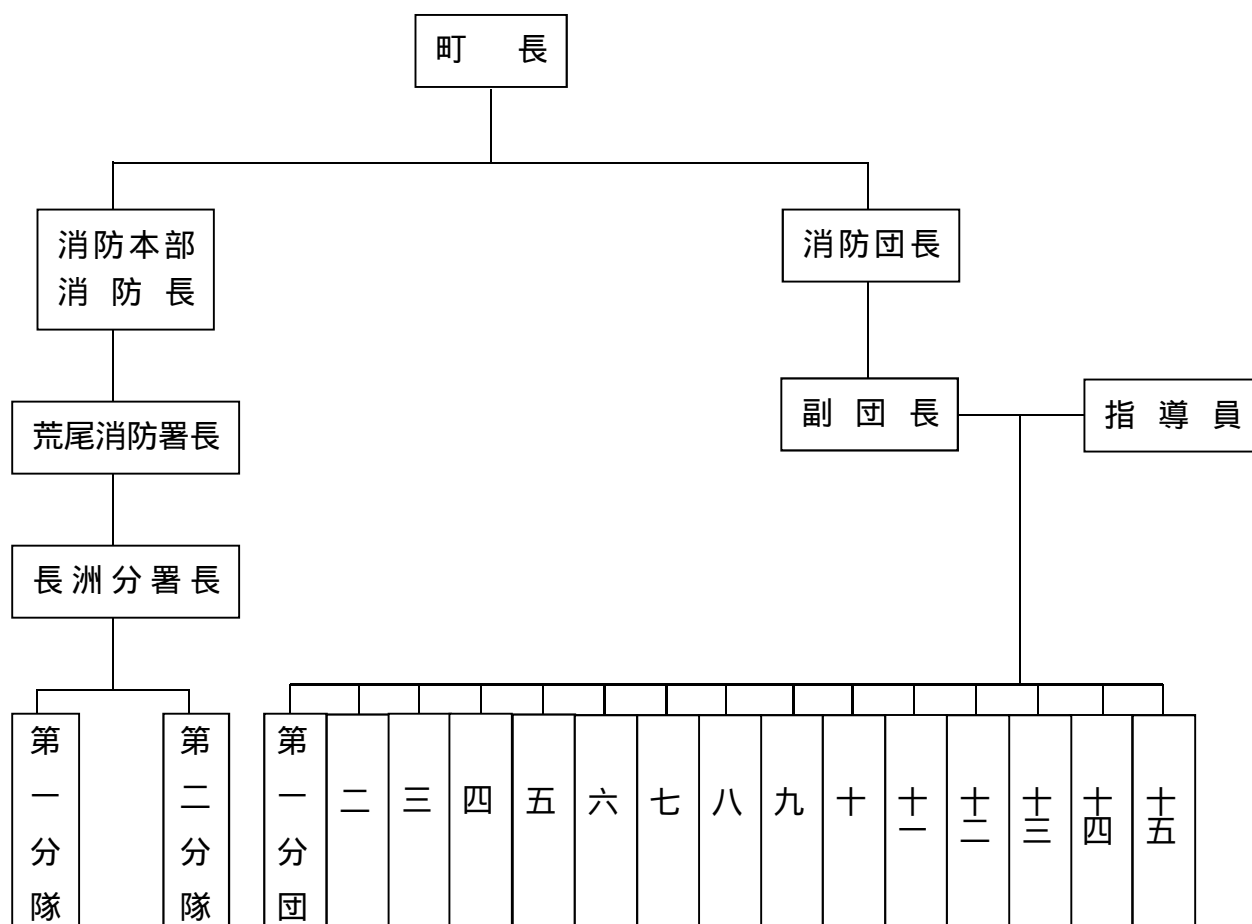 町長
消防本部
消防長
消防団長
副団長
指導員
荒尾消防署長
長洲分署長
第一分隊
第二分隊
第一分団
二
三
四
五
六
七
八
九
十
十一
十二
十三
十四
十五